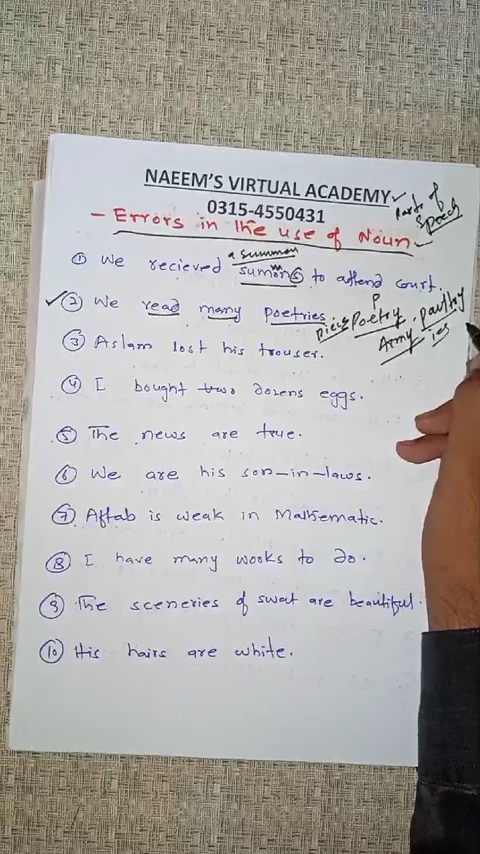 NAEEM'S VIRTUAL ACADEMY
0315-4550431
Parts of Speech
- Errors in the use of Noun
a summon
① We recieved summons to attend court.
② We read many poetries. Poetry, Paultry
Army ies
③ Aslam lost his trouser.
④ I bought two dozens eggs.
⑤ The news are true.
⑥ We are his son-in-laws.
⑦ Aftab is weak in Mathematic.
⑧ I have many works to do.
⑨ The sceneries of swat are beautiful.
⑩ His hairs are white.